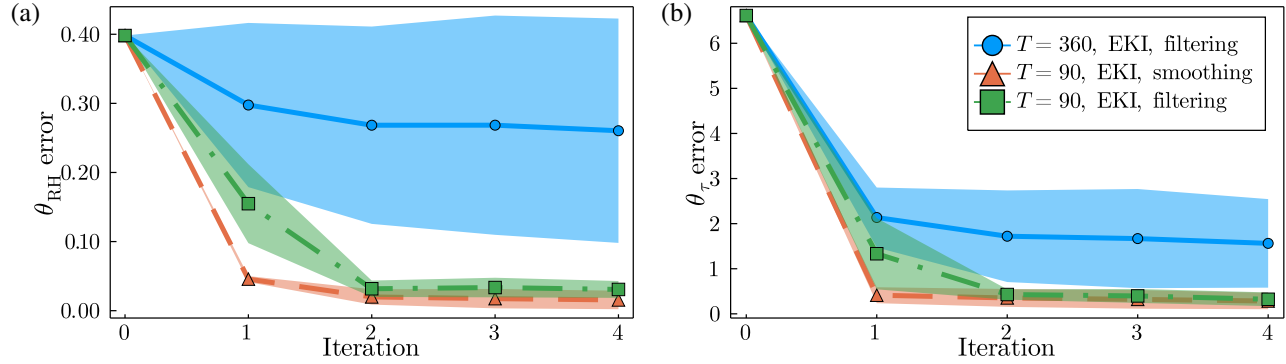 (a)
θ_RH error
0.40
0.30
0.20
0.10
0.00
0 1 2 3 4
Iteration
(b)
θ_τ error
6
5
4
3
2
1
0
0 1 2 3 4
Iteration
T = 360, EKI, filtering
T = 90, EKI, smoothing
T = 90, EKI, filtering